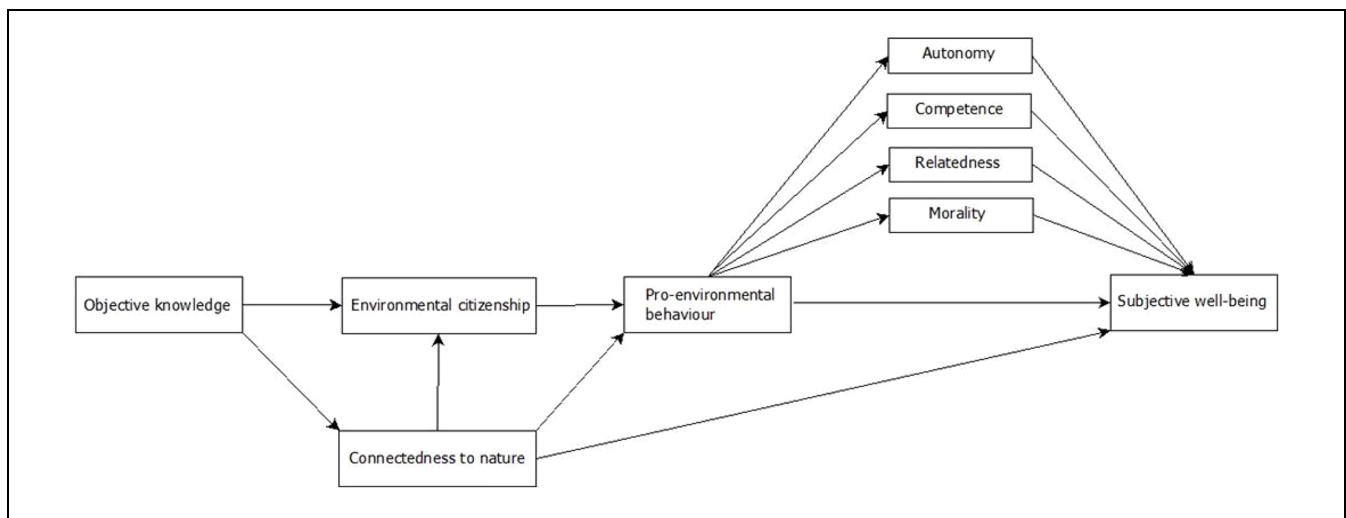 Autonomy
Competence
Relatedness
Morality
Objective knowledge
Environmental citizenship
Pro-environmental
behaviour
Subjective well-being
Connectedness to nature